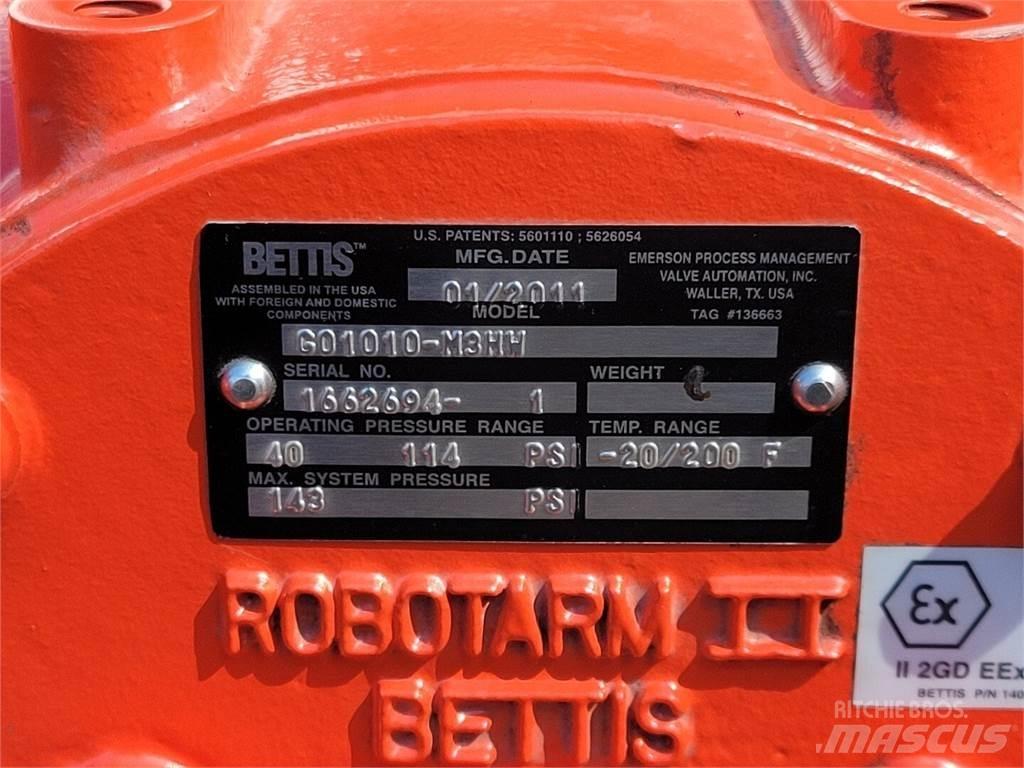 U.S. PATENTS: 5601110 ; 5626054
BETTIS™
ASSEMBLED IN THE USA
WITH FOREIGN AND DOMESTIC
COMPONENTS
MFG.DATE
01/2011
EMERSON PROCESS MANAGEMENT
VALVE AUTOMATION, INC.
WALLER, TX. USA
TAG #136663
MODEL
G01010-M3HW
SERIAL NO.
1662694- 1
WEIGHT
OPERATING PRESSURE RANGE
40 114 PSI
TEMP. RANGE
-20/200 F
MAX. SYSTEM PRESSURE
143 PSI
ROBOTARM II
BETTIS
Ex
II 2GD EEx
BETTIS P/N 140
RITCHIE BROS.
MASCUS